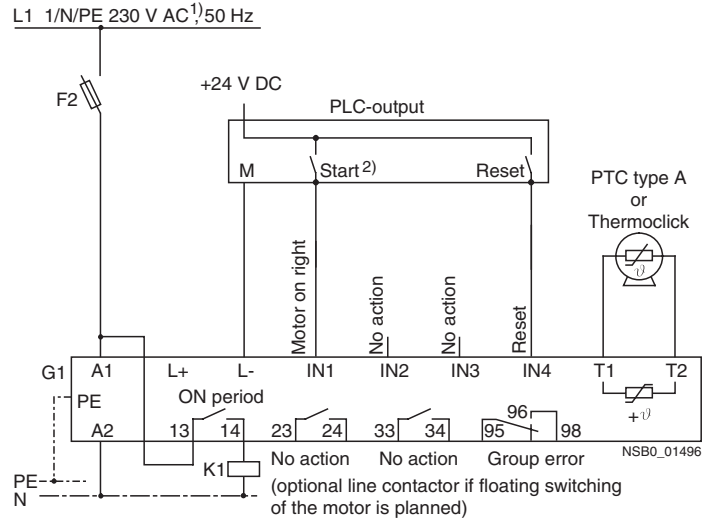 L1 1/N/PE 230 V AC1), 50 Hz
F2
+24 V DC
PLC-output
M
Start 2)
Reset
PTC type A
or
Thermoclick
ϑ
Motor on right
No action
No action
Reset
G1
A1 L+ L- IN1 IN2 IN3 IN4 T1 T2
PE
ON period
+ϑ
A2 13 14 23 24 33 34 95 96 98
NSB0_01496
K1
No action No action Group error
PE
N
(optional line contactor if floating switching
of the motor is planned)